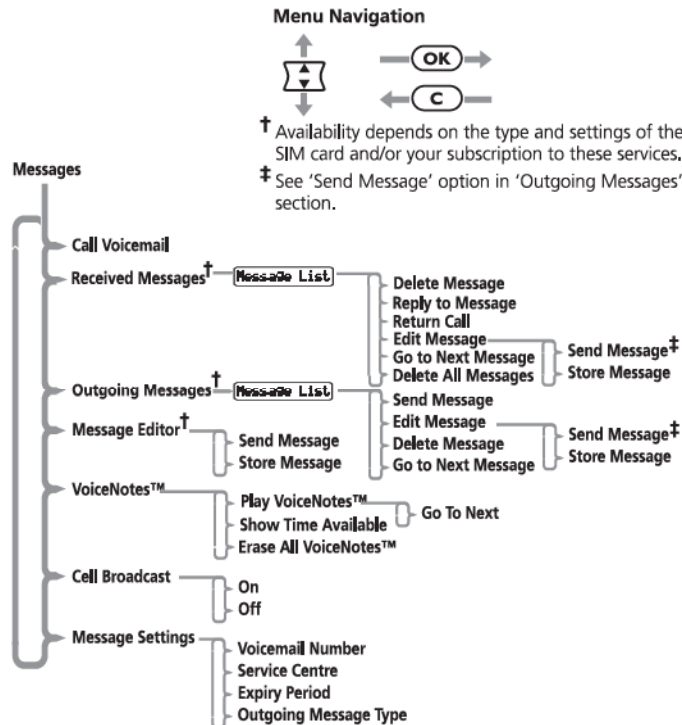 Menu Navigation
OK
C
† Availability depends on the type and settings of the
SIM card and/or your subscription to these services.
‡ See 'Send Message' option in 'Outgoing Messages'
section.
Messages
Call Voicemail
Received Messages†
Message List
Delete Message
Reply to Message
Return Call
Edit Message
Send Message‡
Store Message
Go to Next Message
Delete All Messages
Outgoing Messages†
Message List
Send Message
Edit Message
Send Message‡
Store Message
Delete Message
Go to Next Message
Message Editor†
Send Message
Store Message
VoiceNotes™
Play VoiceNotes™
Go To Next
Show Time Available
Erase All VoiceNotes™
Cell Broadcast
On
Off
Message Settings
Voicemail Number
Service Centre
Expiry Period
Outgoing Message Type